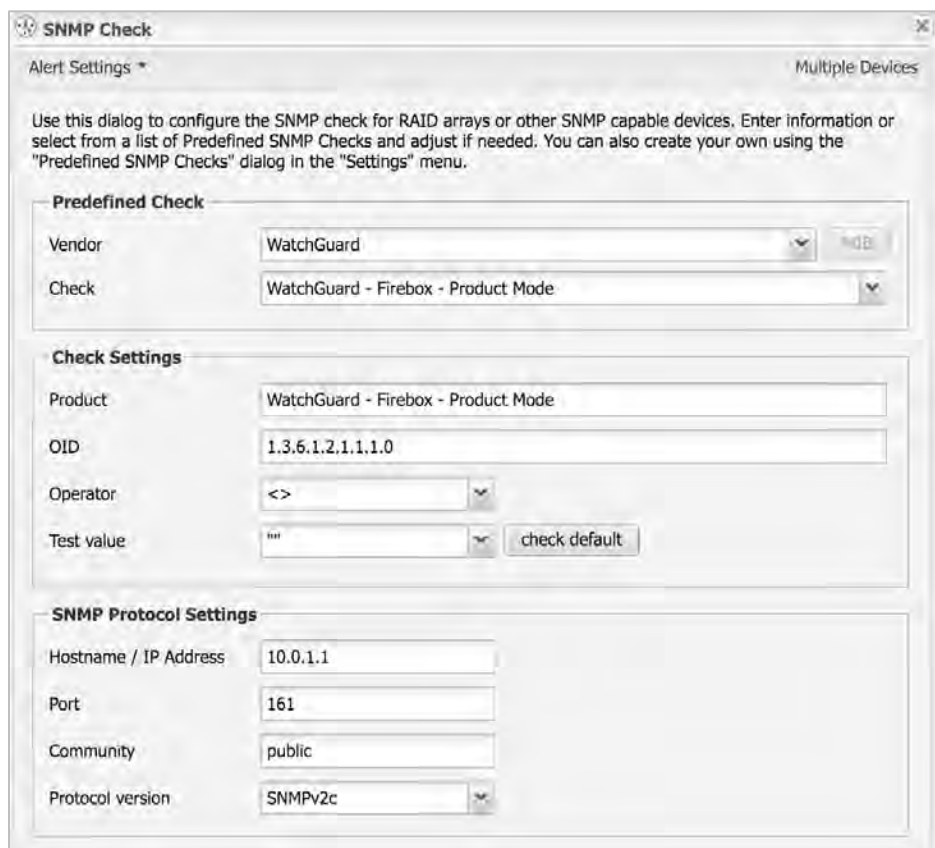 SNMP Check
Alert Settings
Multiple Devices
Use this dialog to configure the SNMP check for RAID arrays or other SNMP capable devices. Enter information or
select from a list of Predefined SNMP Checks and adjust if needed. You can also create your own using the
"Predefined SNMP Checks" dialog in the "Settings" menu.
Predefined Check
Vendor WatchGuard
Check WatchGuard - Firebox - Product Mode
Check Settings
Product WatchGuard - Firebox - Product Mode
OID 1.3.6.1.2.1.1.1.0
Operator <>
Test value "" check default
SNMP Protocol Settings
Hostname / IP Address 10.0.1.1
Port 161
Community public
Protocol version SNMPv2c